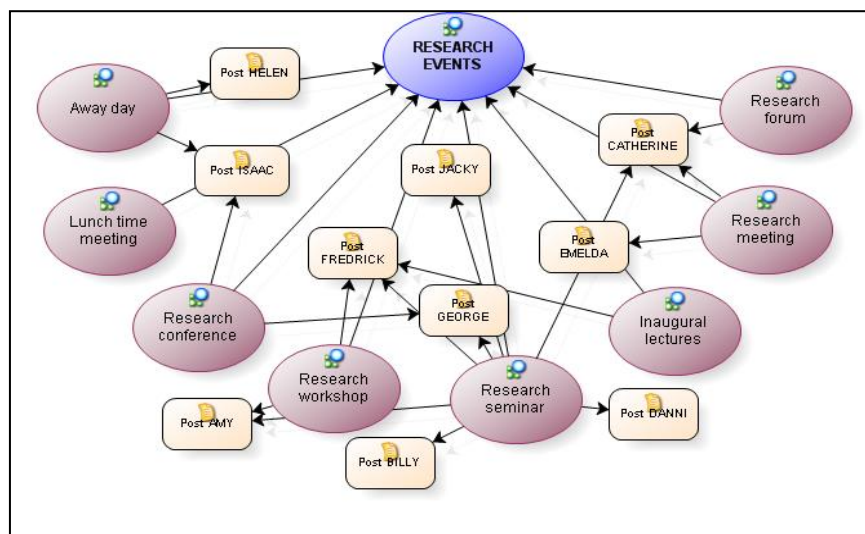 RESEARCH
EVENTS
Post HELEN
Away day
Research
forum
Post
CATHERINE
Post ISAAC
Post JACKY
Lunch time
meeting
Research
meeting
Post
FREDRICK
Post
EMELDA
Post
GEORGE
Research
conference
Inaugural
lectures
Research
workshop
Research
seminar
Post AMY
Post DANNI
Post BILLY